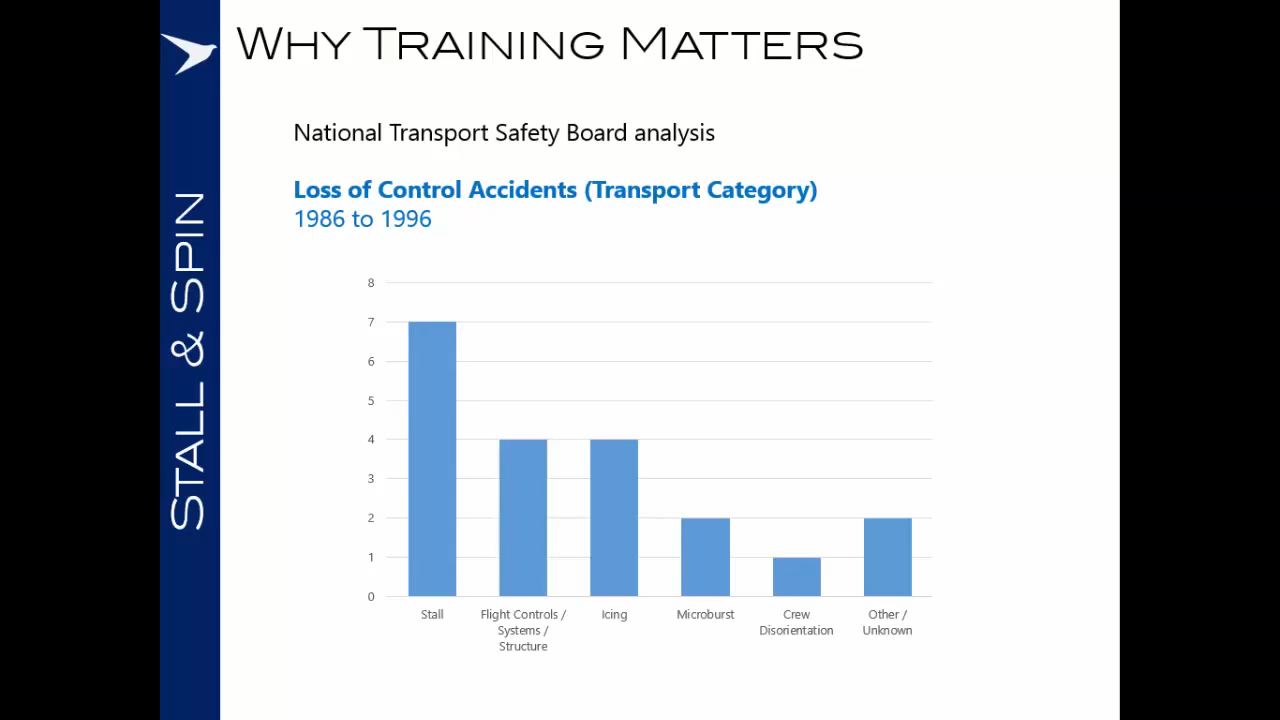 WHY TRAINING MATTERS
National Transport Safety Board analysis
Loss of Control Accidents (Transport Category)
1986 to 1996
STALL & SPIN
8
7
6
5
4
3
2
1
0
Stall
Flight Controls /
Systems /
Structure
Icing
Microburst
Crew
Disorientation
Other /
Unknown